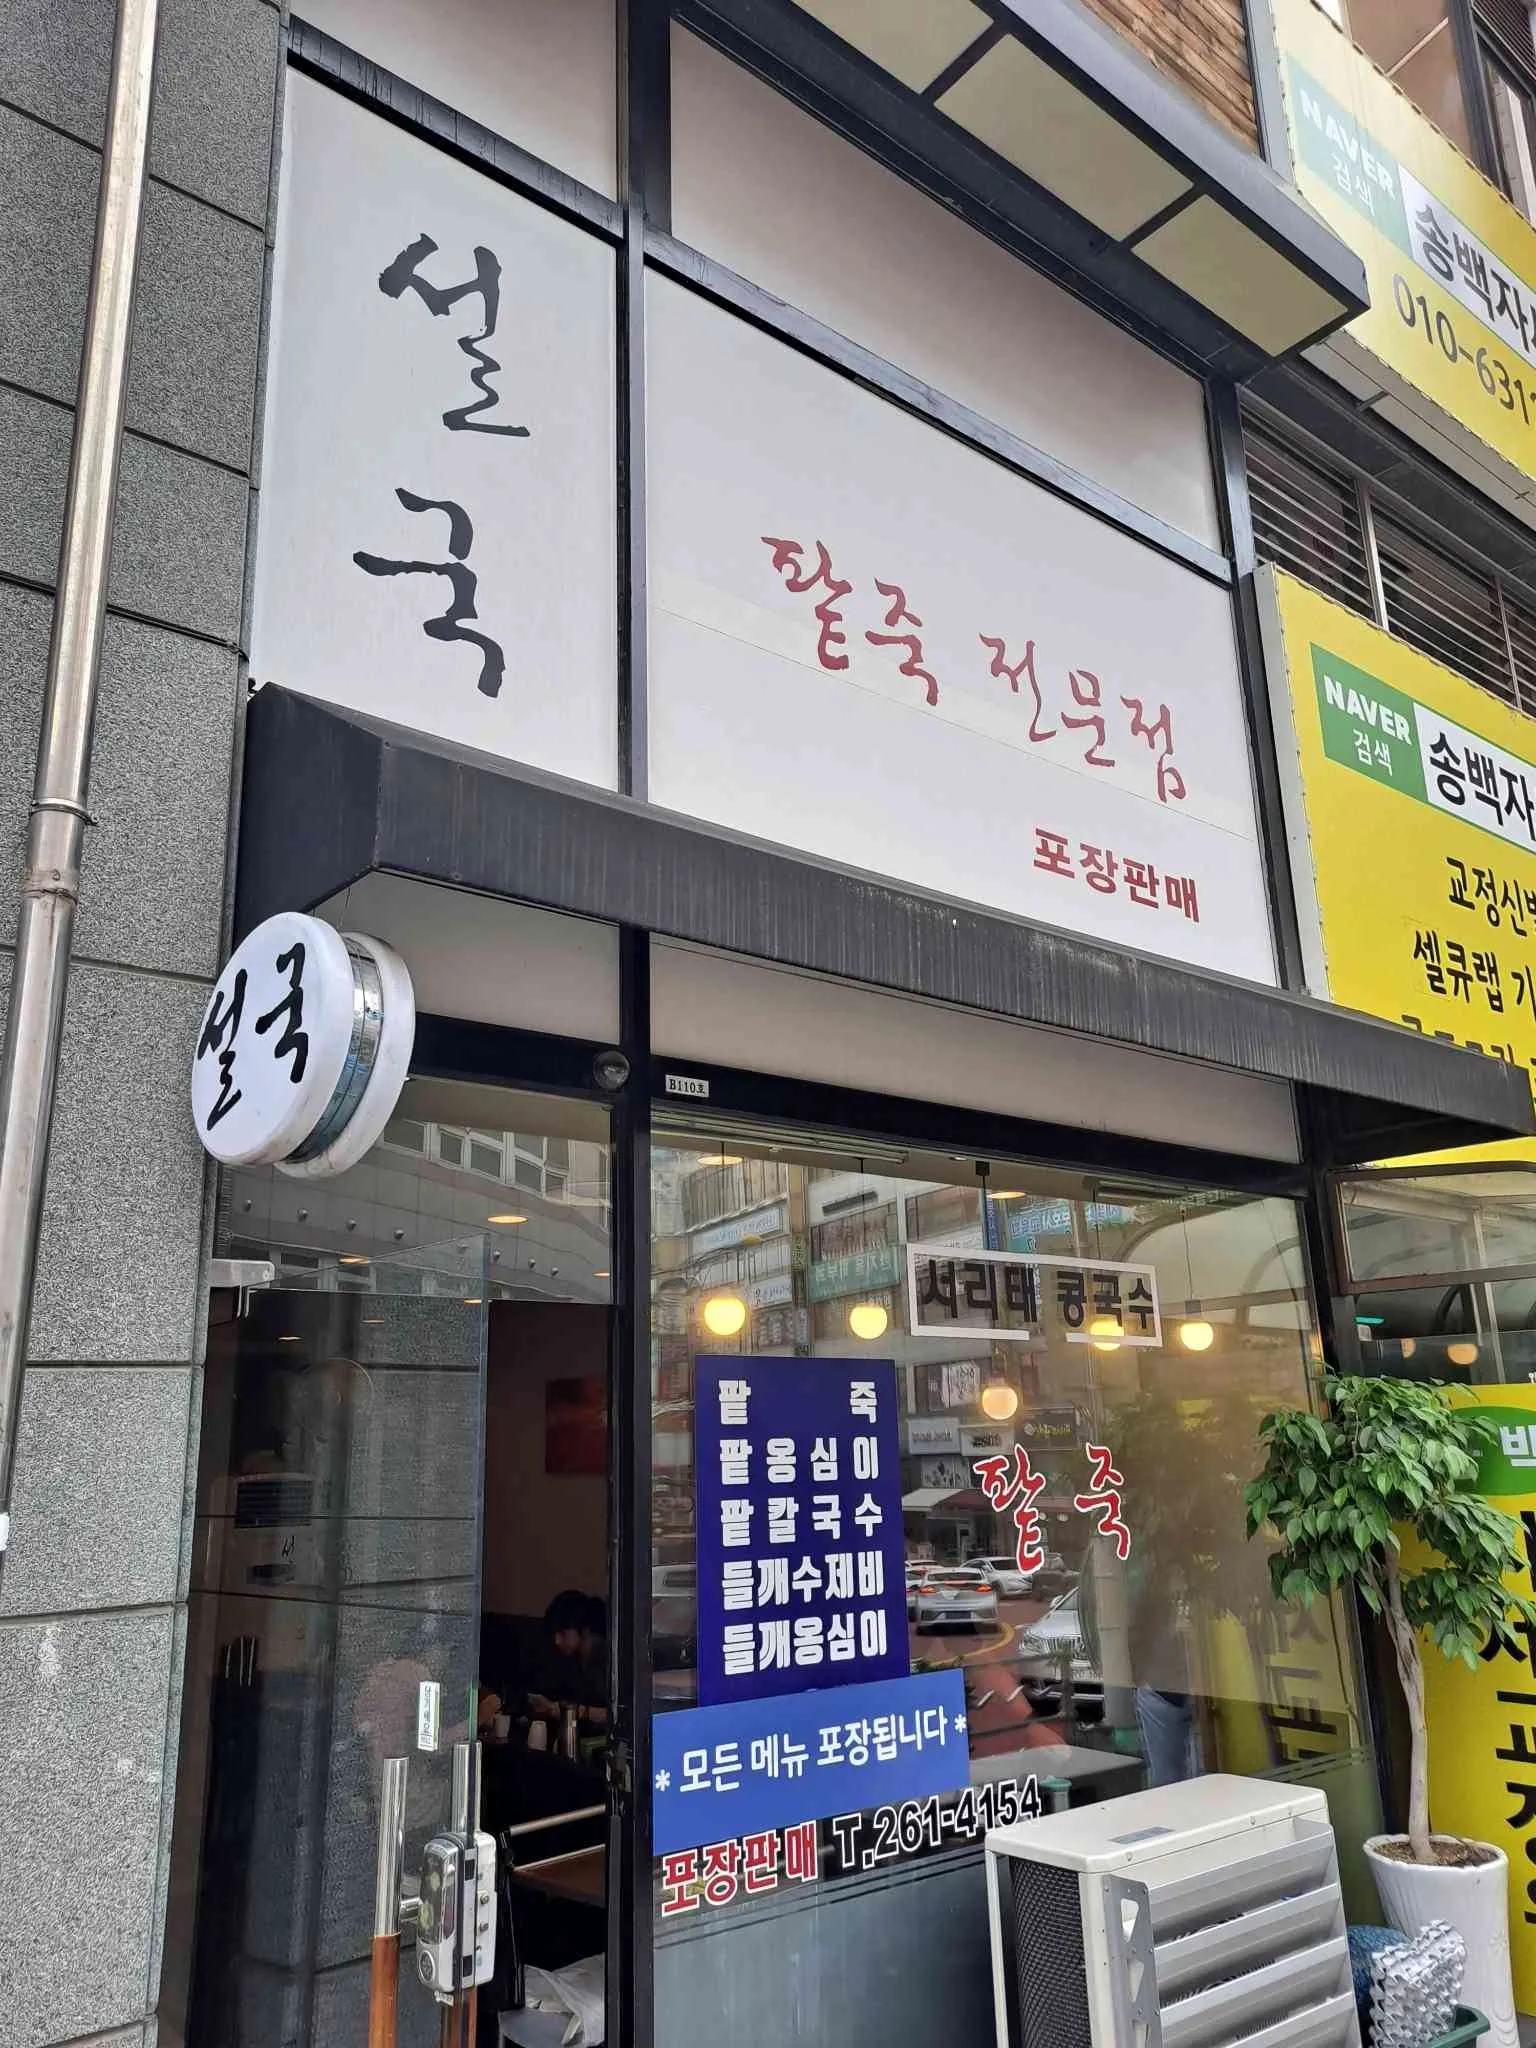 설국
팥죽 전문점
포장판매
설국
B110호
서리태 콩국수
팥 죽
팥옹심이
팥칼국수
들깨수제비
들깨옹심이
팥죽
* 모든 메뉴 포장됩니다 *
포장판매 T.261-4154
NAVER
검색
송백자
010-631
NAVER
검색
송백자
교정신발
셀큐랩